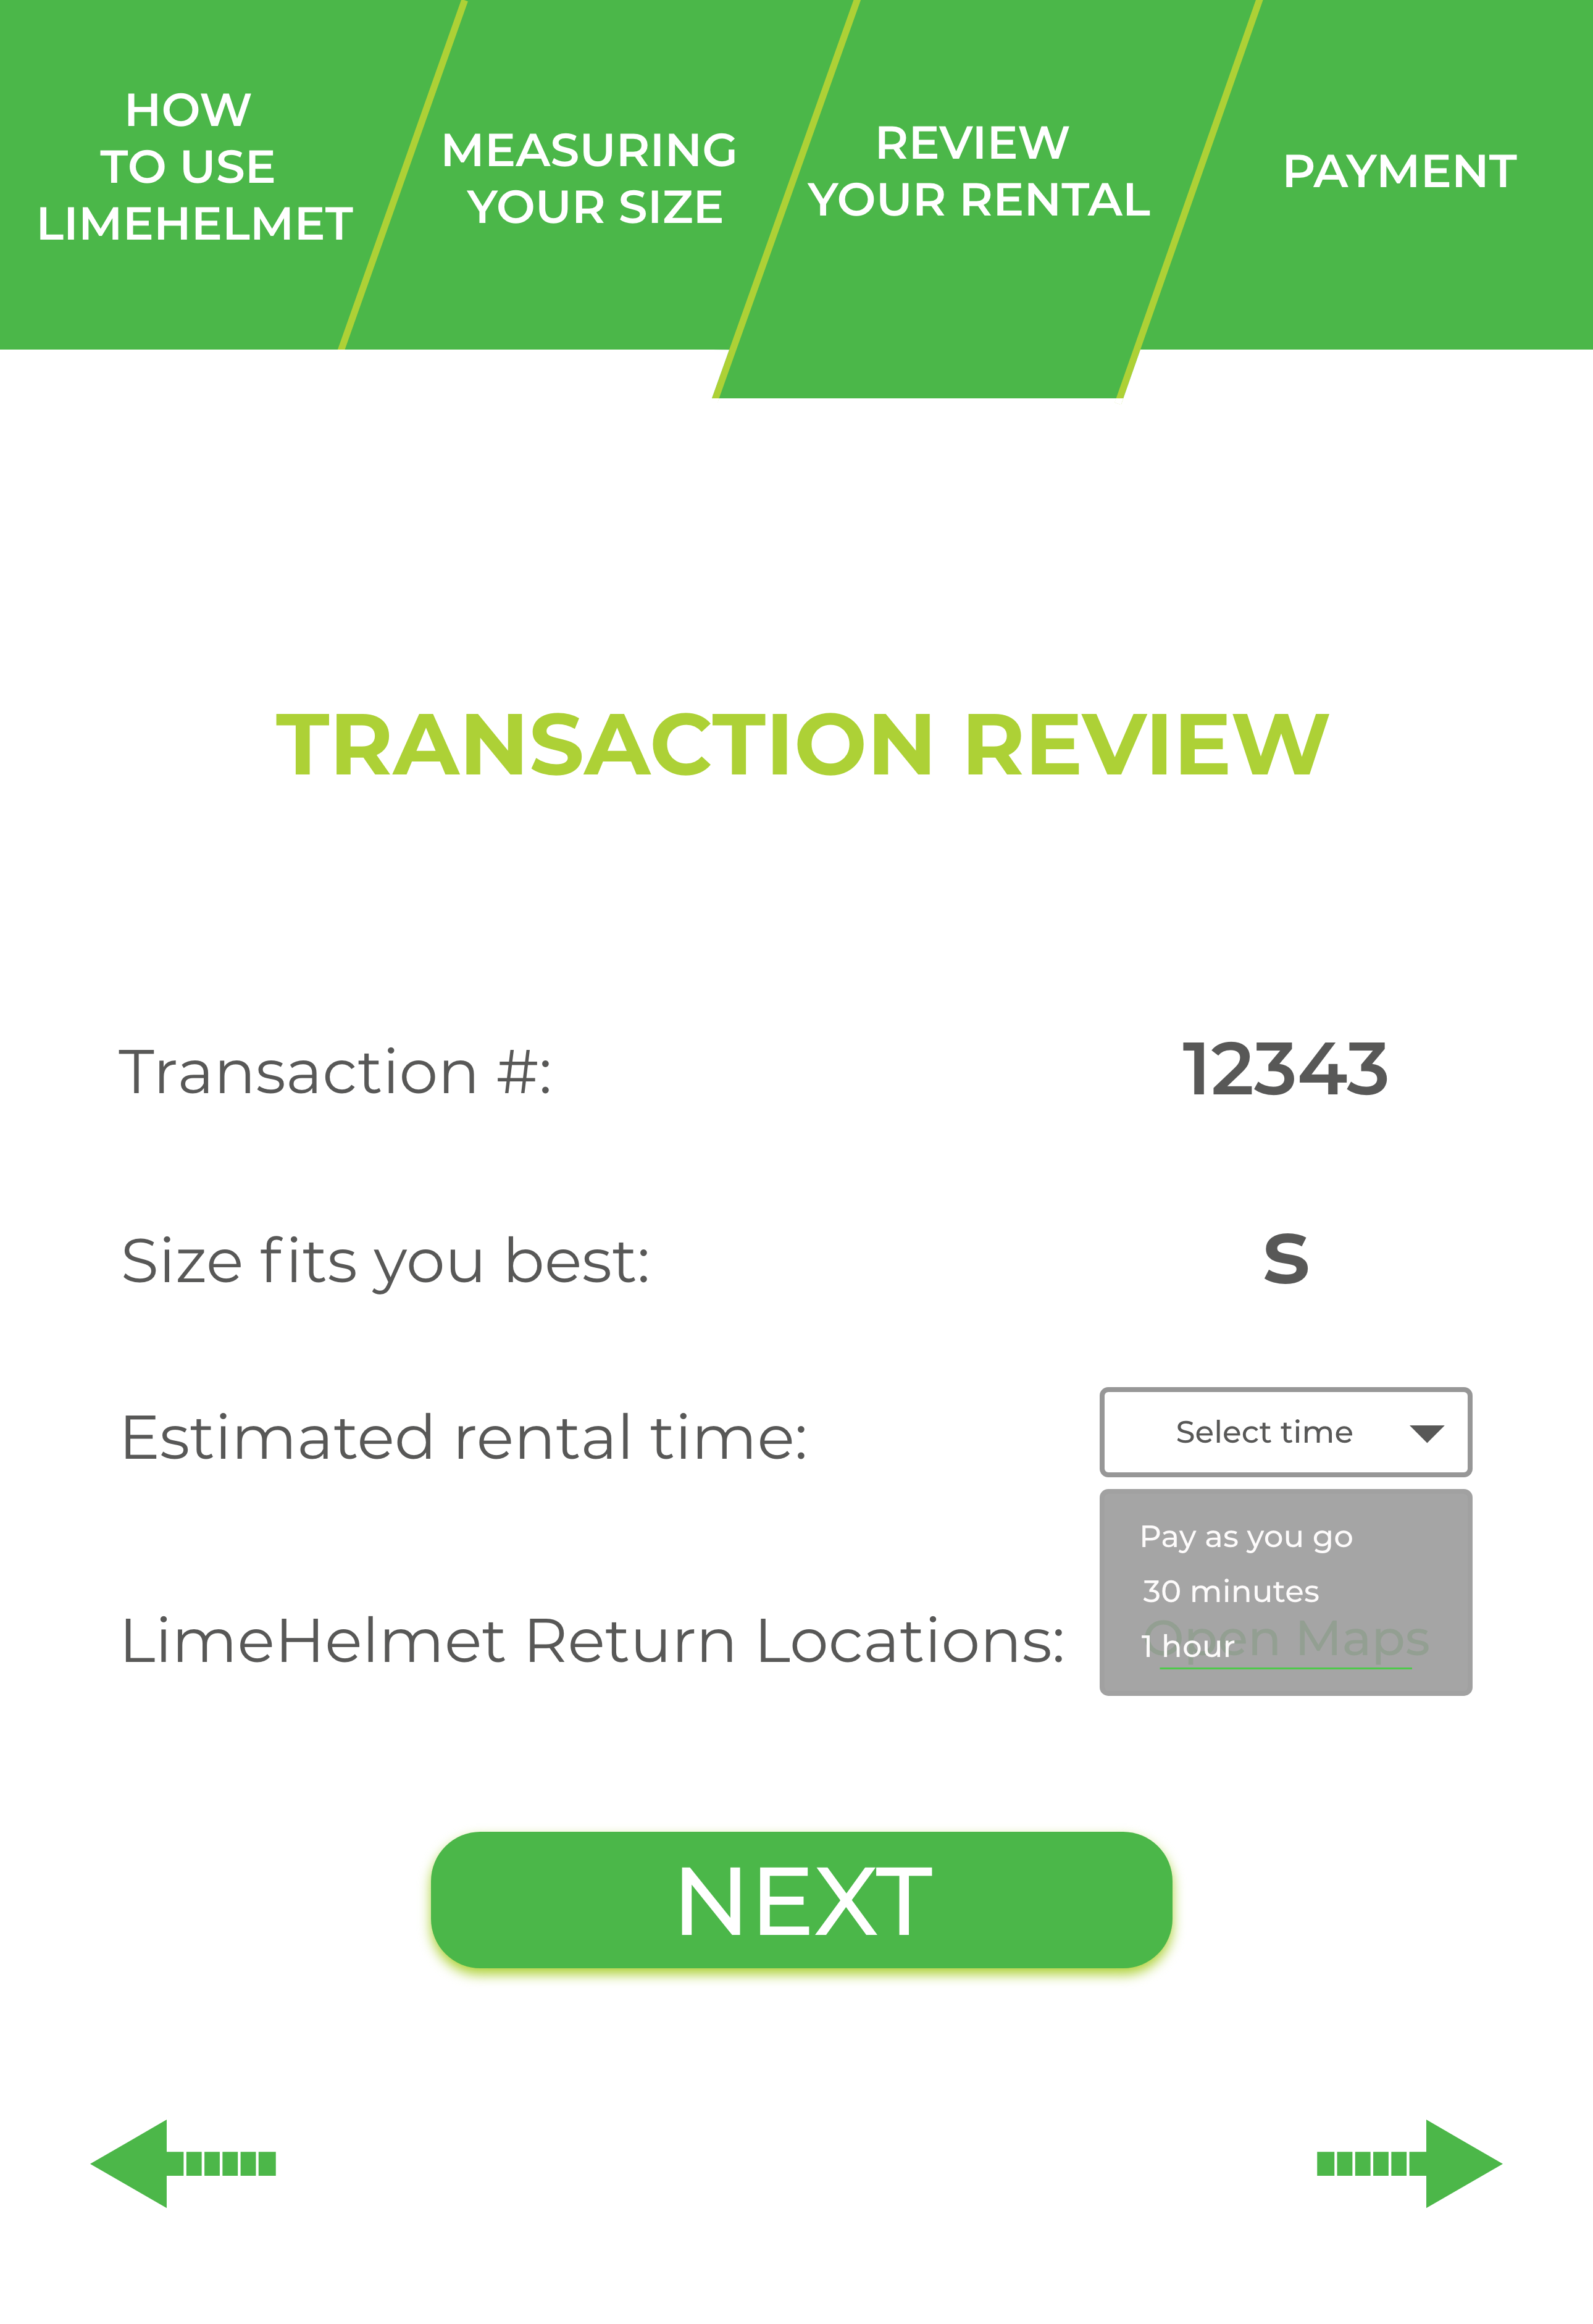 HOW
TO USE
LIMEHELMET
MEASURING
YOUR SIZE
REVIEW
YOUR RENTAL
PAYMENT
TRANSACTION REVIEW
Transaction #: 12343
Size fits you best: S
Estimated rental time: Select time
Pay as you go
30 minutes
LimeHelmet Return Locations: Open Maps
1 hour
NEXT